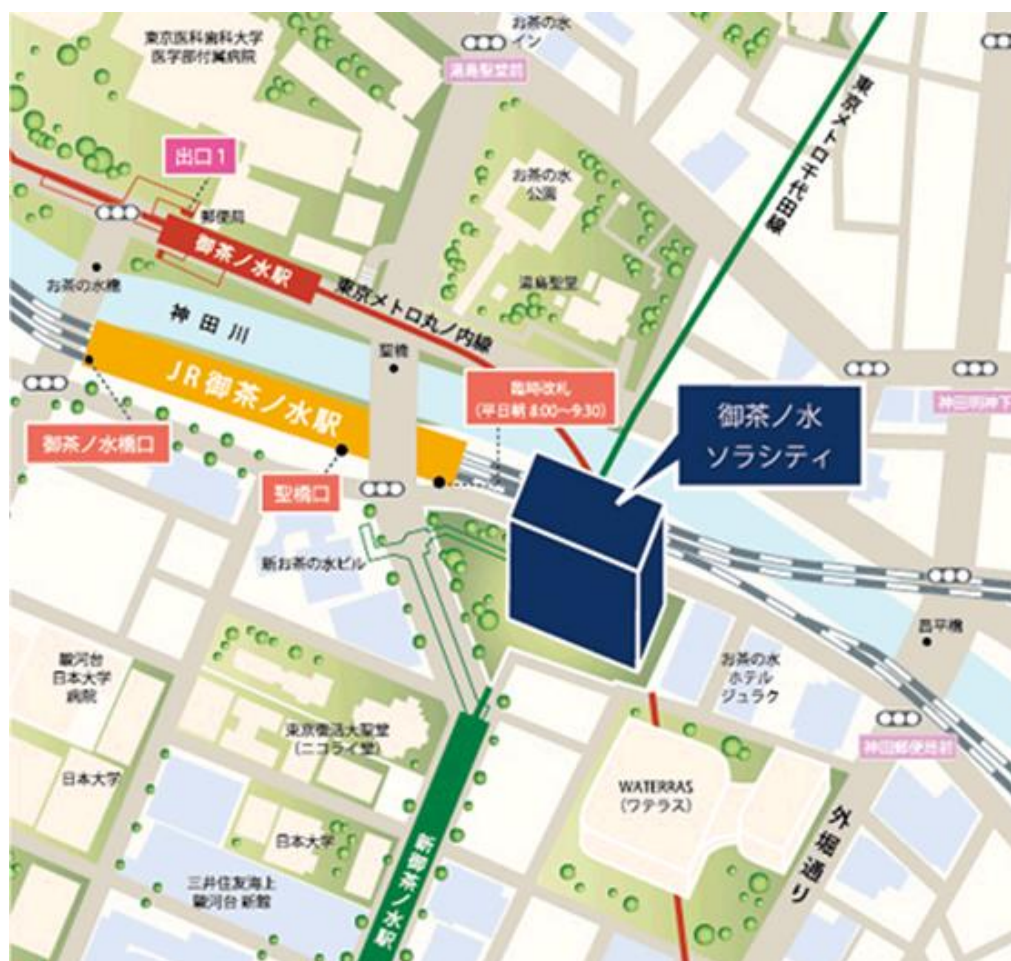 東京医科歯科大学
医学部付属病院
お茶の水
イン
湯島聖堂前
出口1
郵便局
お茶の水
公園
東京メトロ千代田線
御茶ノ水駅
お茶の水橋
湯島聖堂
東京メトロ丸ノ内線
神田川
聖橋
JR御茶ノ水駅
臨時改札
(平日朝 8:00〜9:30)
御茶ノ水
ソラシティ
神田明神下
御茶ノ水橋口
聖橋口
新お茶の水ビル
昌平橋
駿河台
日本大学
病院
お茶の水
ホテル
ジュラク
東京復活大聖堂
(ニコライ堂)
神田郵便局前
日本大学
WATERRAS
(ワテラス)
日本大学
外堀通り
三井住友海上
駿河台 新館
新御茶ノ水駅